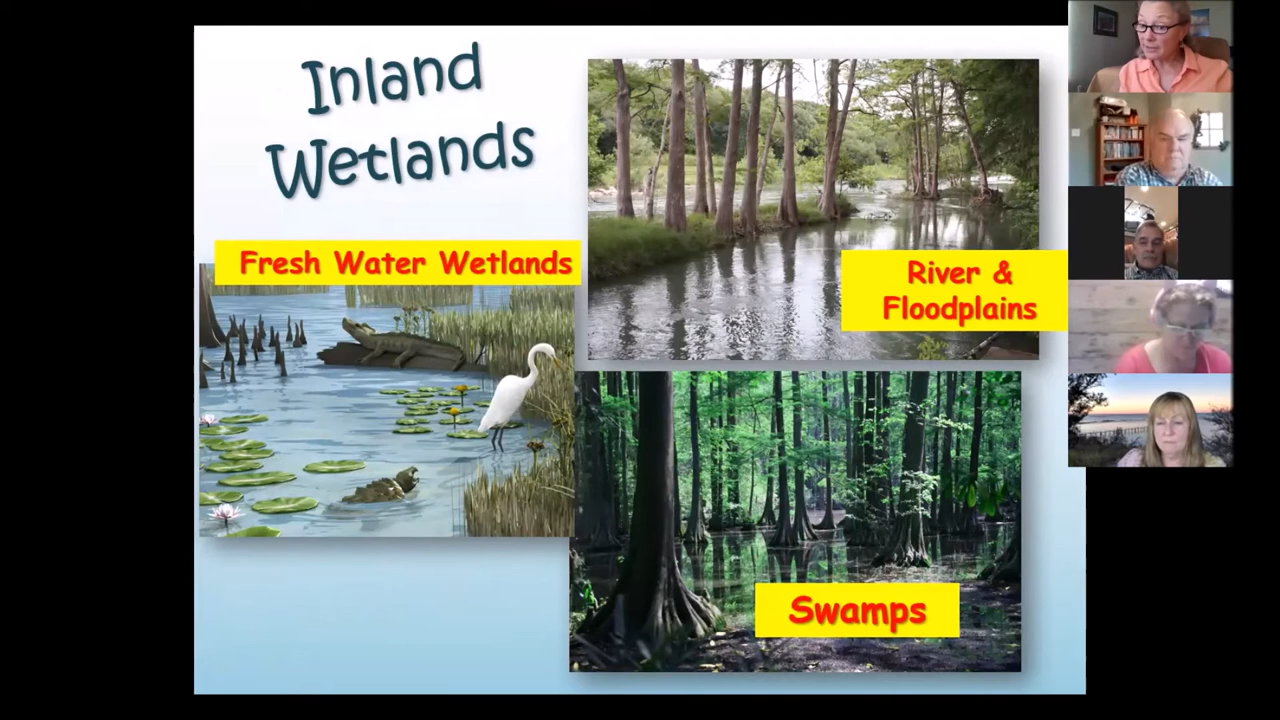 Inland
Wetlands
Fresh Water Wetlands
River &
Floodplains
Swamps